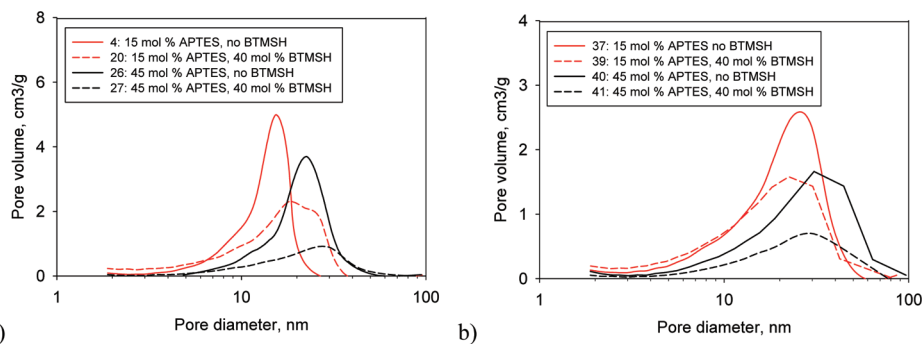 8
6
4
2
0
Pore volume, cm3/g
4: 15 mol % APTES, no BTMSH
20: 15 mol % APTES, 40 mol % BTMSH
26: 45 mol % APTES, no BTMSH
27: 45 mol % APTES, 40 mol % BTMSH
1 10 100
Pore diameter, nm
)
4
3
2
1
0
Pore volume, cm3/g
37: 15 mol % APTES no BTMSH
39: 15 mol % APTES, 40 mol % BTMSH
40: 45 mol % APTES, no BTMSH
41: 45 mol % APTES, 40 mol % BTMSH
1 10 100
Pore diameter, nm
b)